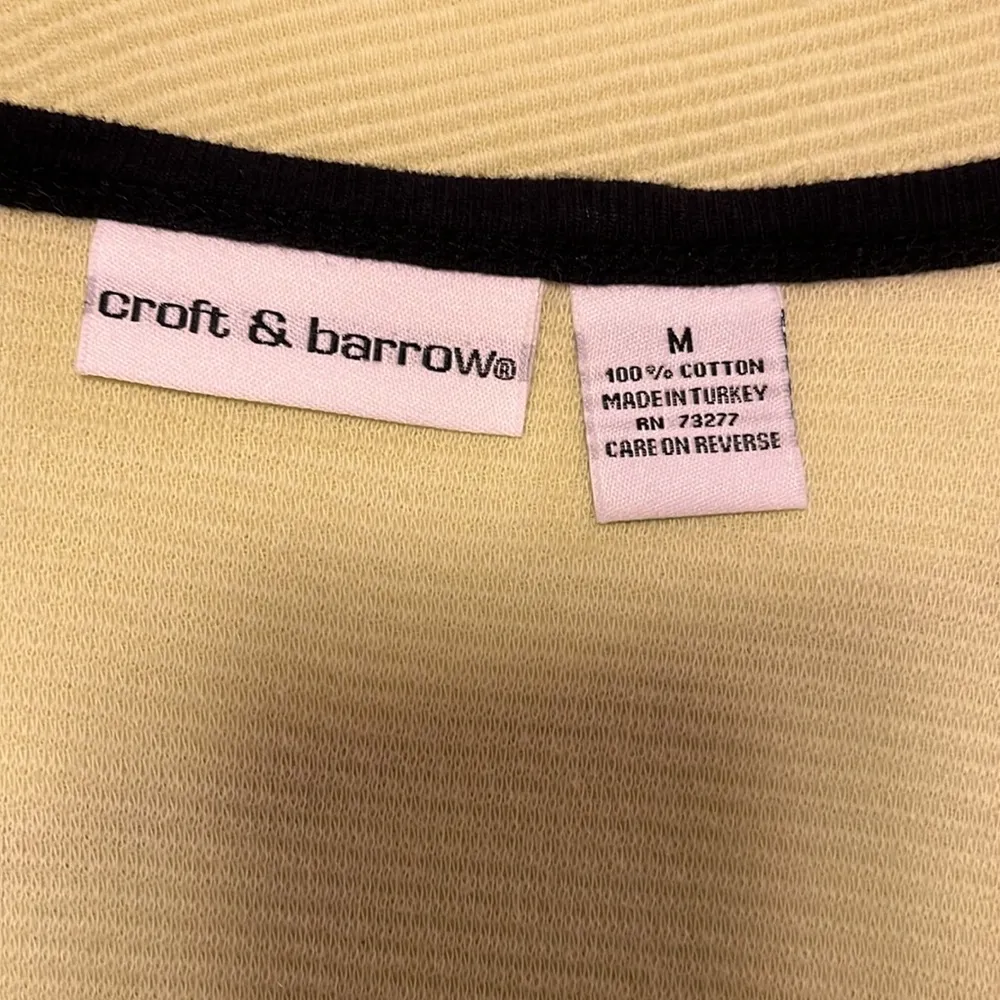 croft & barrow®
M
100% COTTON
MADE IN TURKEY
RN 73277
CARE ON REVERSE